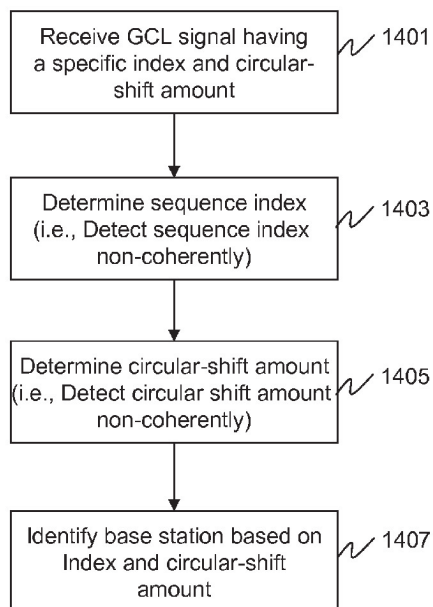 Receive GCL signal having
a specific index and circular-
shift amount
1401
Determine sequence index
(i.e., Detect sequence index
non-coherently)
1403
Determine circular-shift amount
(i.e., Detect circular shift amount
non-coherently)
1405
Identify base station based on
Index and circular-shift
amount
1407